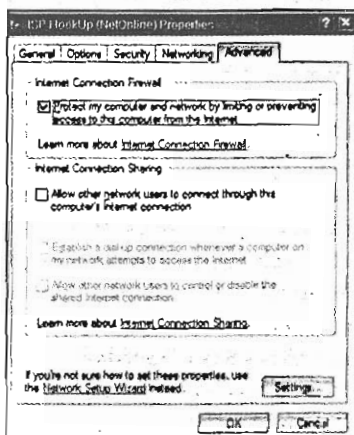 ISP HookUp (NetOnline) Properties ? X
General Options Security Networking Advanced
Internet Connection Firewall
Protect my computer and network by limiting or preventing
access to this computer from the Internet
Learn more about Internet Connection Firewall.
Internet Connection Sharing
Allow other network users to connect through this
computer's Internet connection
Establish a dial-up connection whenever a computer on
my network attempts to access the Internet
Allow other network users to control or disable the
shared Internet connection
Learn more about Internet Connection Sharing.
If you're not sure how to set these properties, use
the Network Setup Wizard instead.
Settings...
OK Cancel